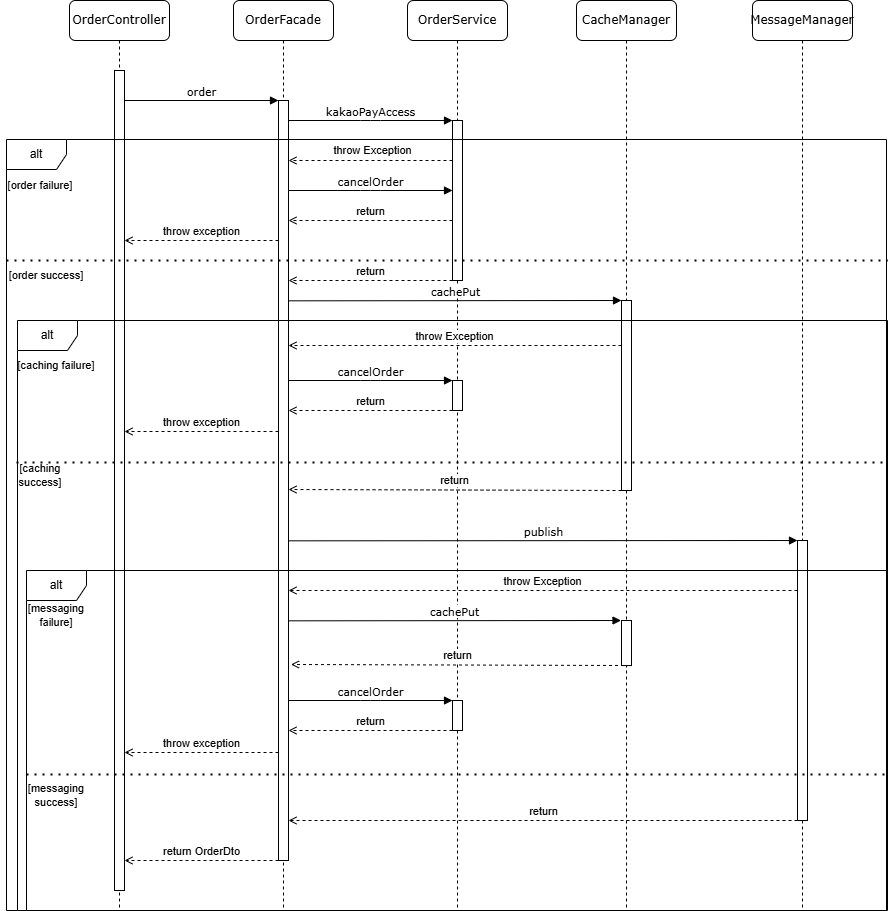 OrderController
OrderFacade
OrderService
CacheManager
MessageManager
order
kakaoPayAccess
alt
throw Exception
[order failure]
cancelOrder
return
throw exception
[order success]
return
cachePut
alt
throw Exception
[caching failure]
cancelOrder
return
throw exception
[caching
success]
return
publish
alt
throw Exception
[messaging
failure]
cachePut
return
cancelOrder
return
throw exception
[messaging
success]
return
return OrderDto